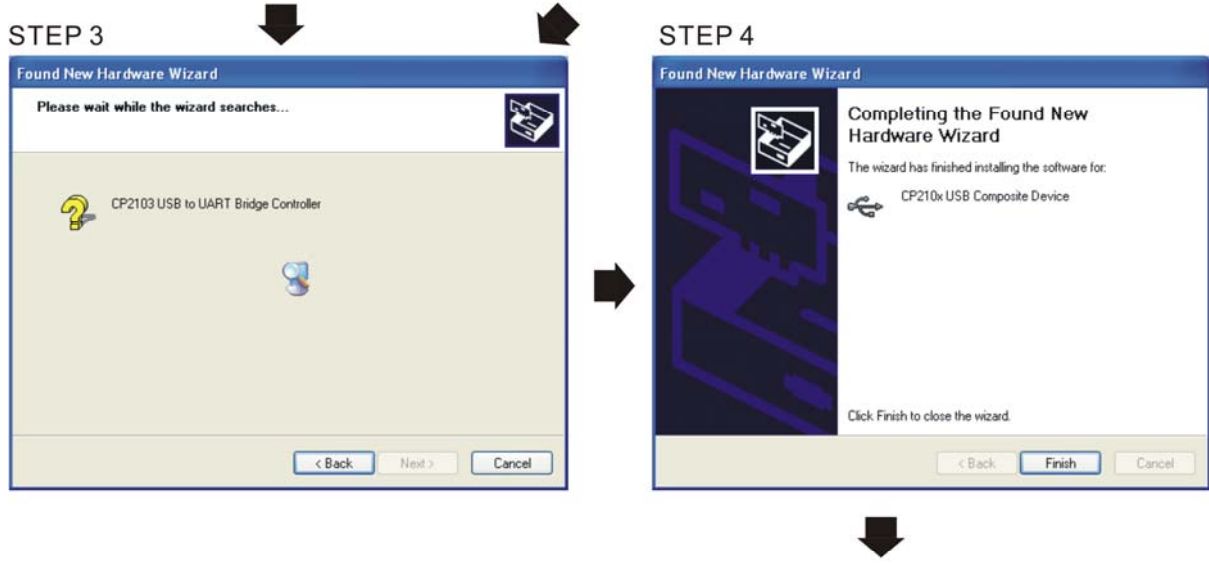 STEP 3
Found New Hardware Wizard
Please wait while the wizard searches...
CP2103 USB to UART Bridge Controller
< Back
Next >
Cancel
STEP 4
Found New Hardware Wizard
Completing the Found New
Hardware Wizard
The wizard has finished installing the software for:
CP210x USB Composite Device
Click Finish to close the wizard.
< Back
Finish
Cancel